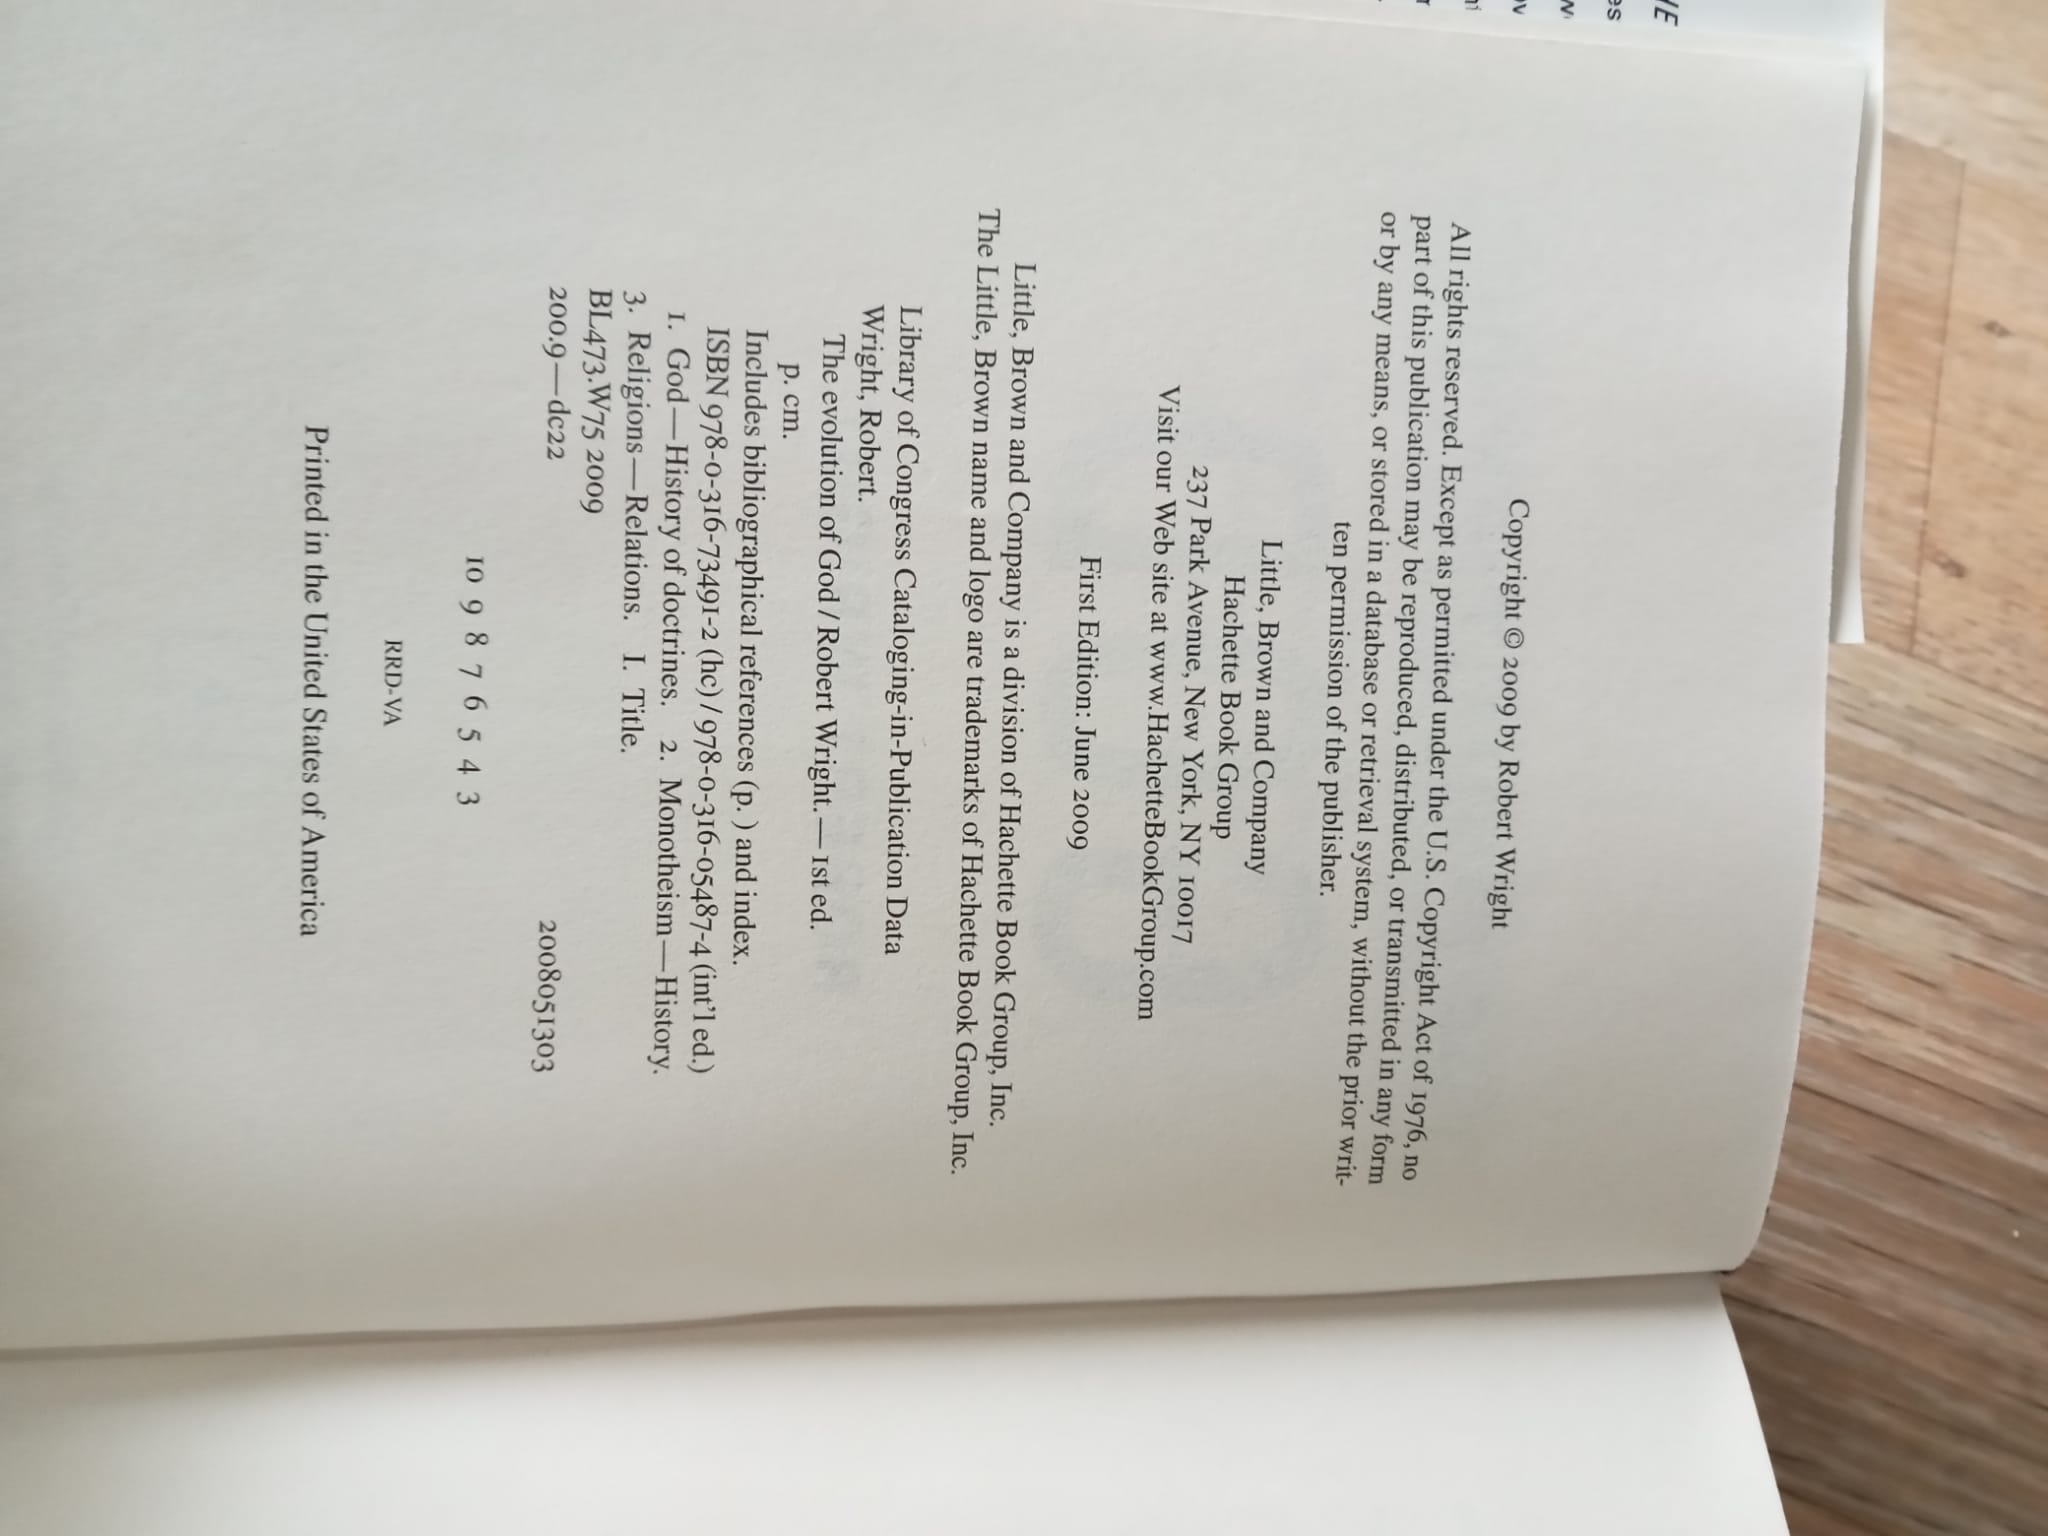 Copyright © 2009 by Robert Wright
All rights reserved. Except as permitted under the U.S. Copyright Act of 1976, no
part of this publication may be reproduced, distributed, or transmitted in any form
or by any means, or stored in a database or retrieval system, without the prior writ-
ten permission of the publisher.
Little, Brown and Company
Hachette Book Group
237 Park Avenue, New York, NY 10017
Visit our Web site at www.HachetteBookGroup.com
First Edition: June 2009
Little, Brown and Company is a division of Hachette Book Group, Inc.
The Little, Brown name and logo are trademarks of Hachette Book Group, Inc.
Library of Congress Cataloging-in-Publication Data
Wright, Robert.
The evolution of God / Robert Wright. — 1st ed.
p. cm.
Includes bibliographical references (p. ) and index.
ISBN 978-0-316-73491-2 (hc) / 978-0-316-05487-4 (int'l ed.)
1. God—History of doctrines. 2. Monotheism—History.
3. Religions—Relations. I. Title.
BL473.W75 2009
200.9—dc22 2008051303
10 9 8 7 6 5 4 3
RRD-VA
Printed in the United States of America